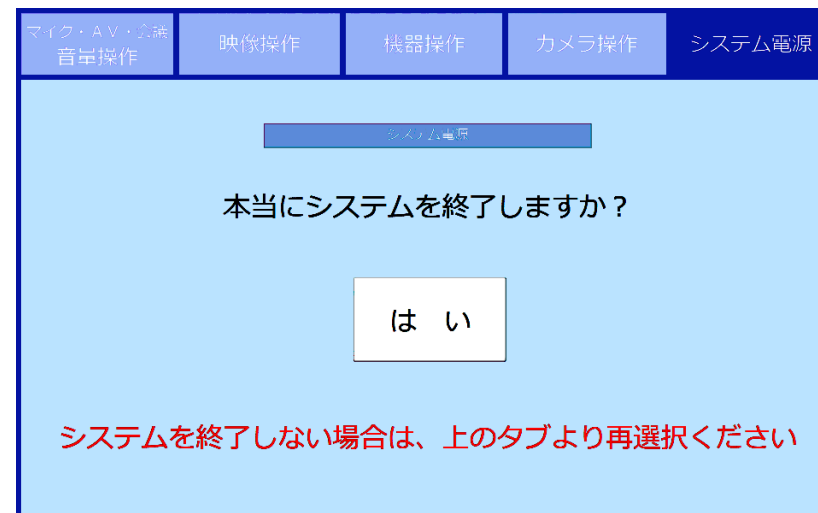 マイク・AV・会議
音量操作
映像操作
機器操作
カメラ操作
システム電源
システム電源
本当にシステムを終了しますか？
は い
システムを終了しない場合は、上のタブより再選択ください